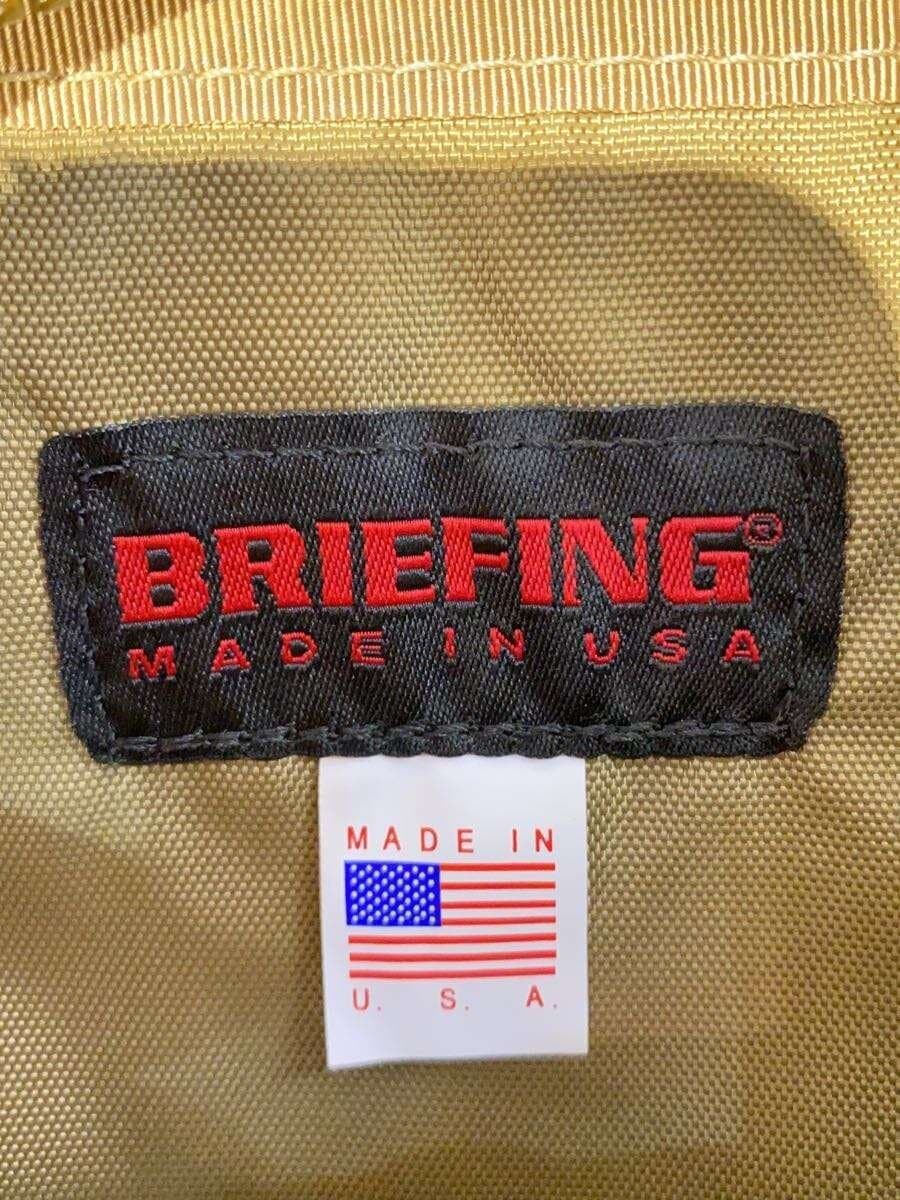 BRIEFING®
MADE IN USA
MADE IN
U. S. A.